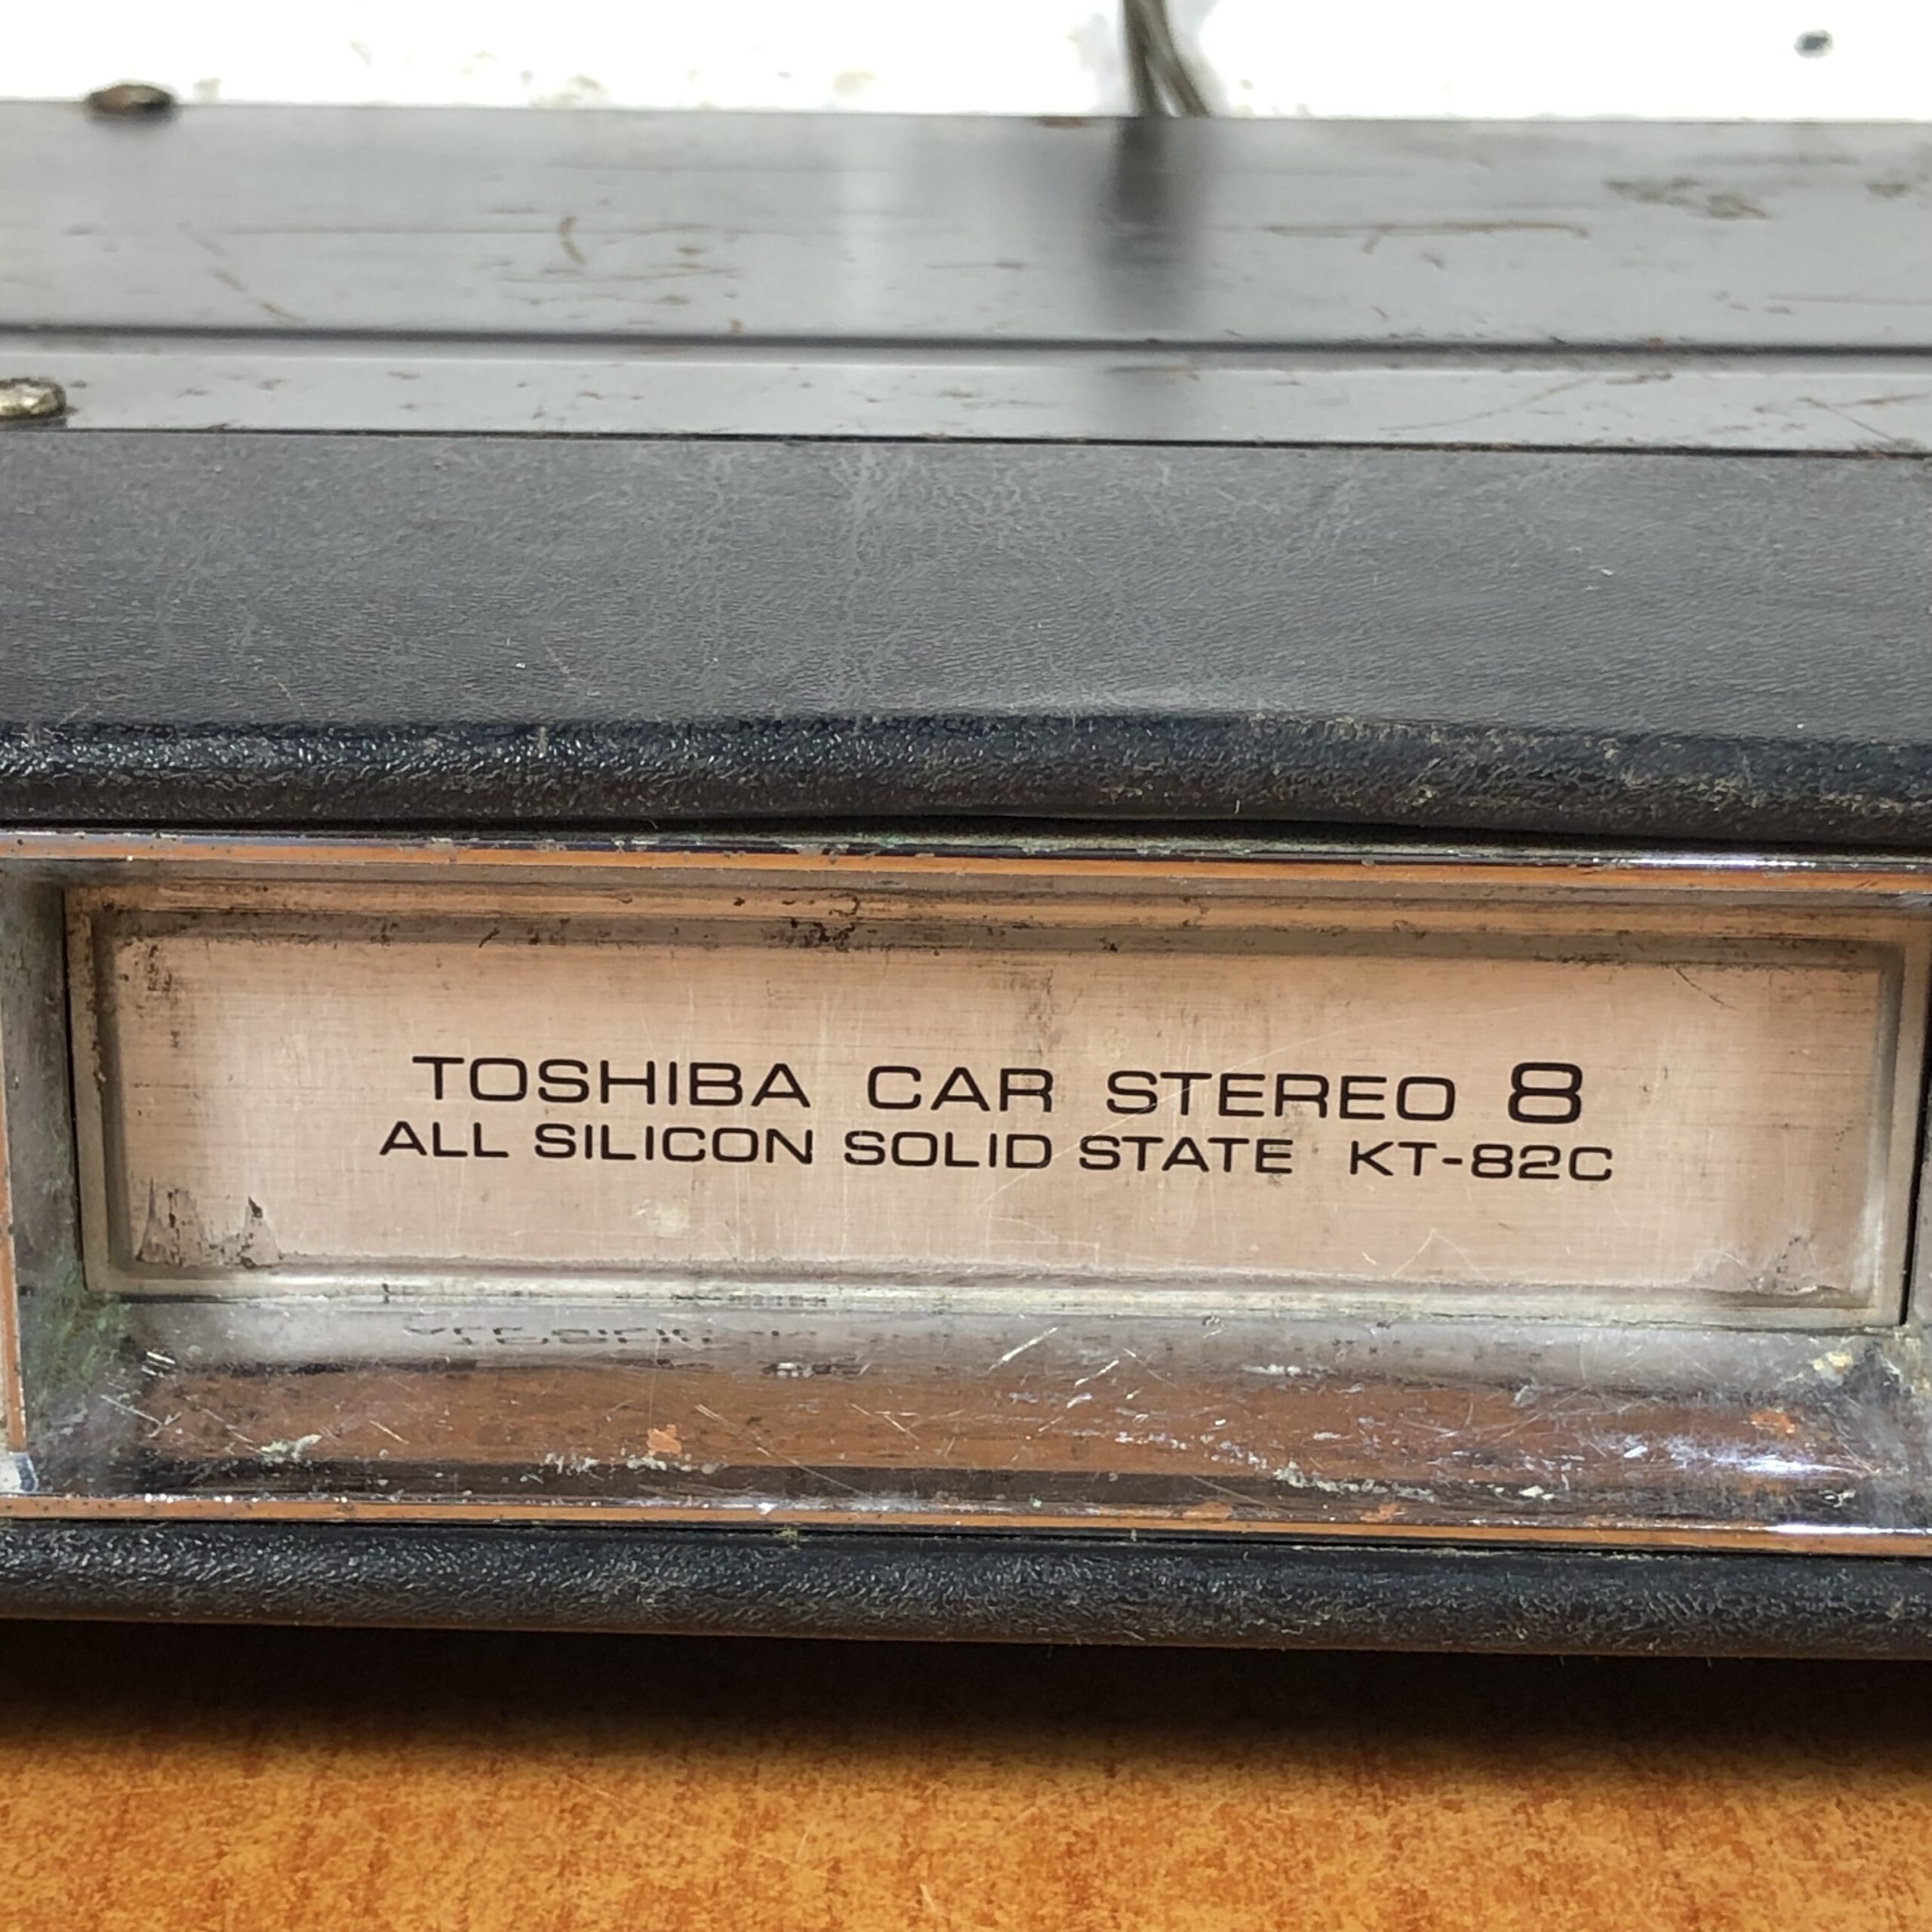 TOSHIBA CAR STEREO 8
ALL SILICON SOLID STATE KT-82C